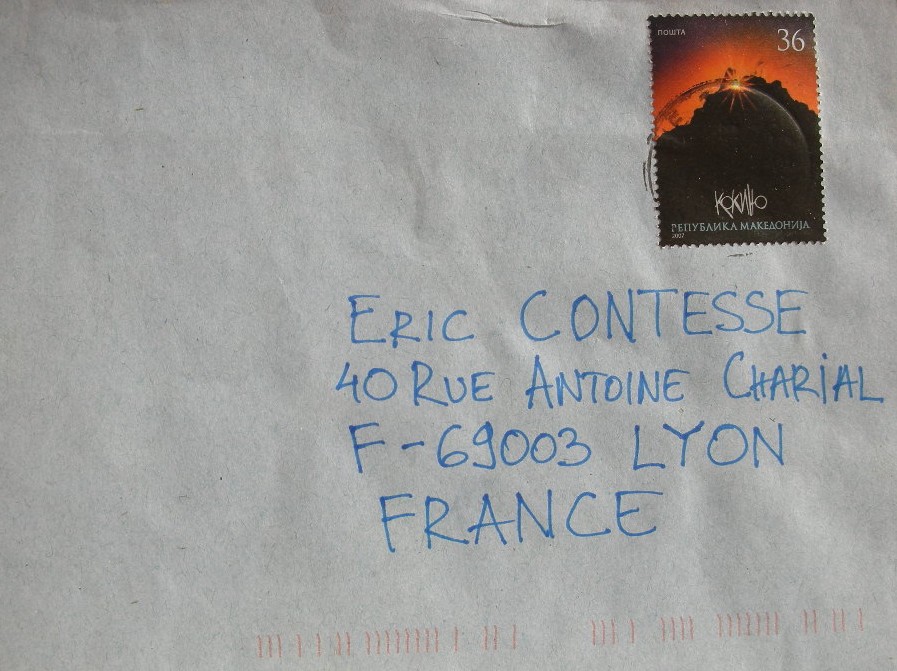 ПОШТА 36
КОКИНО
РЕПУБЛИКА МАКЕДОНИЈА
2007
ERIC CONTESSE
40 RUE ANTOINE CHARIAL
F-69003 LYON
FRANCE